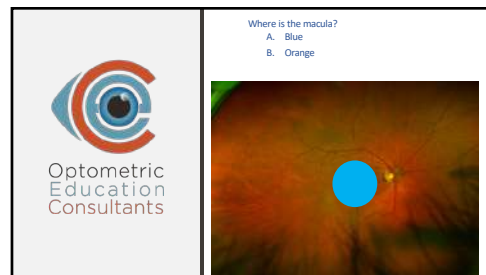 Where is the macula?
A. Blue
B. Orange
Optometric
Education
Consultants